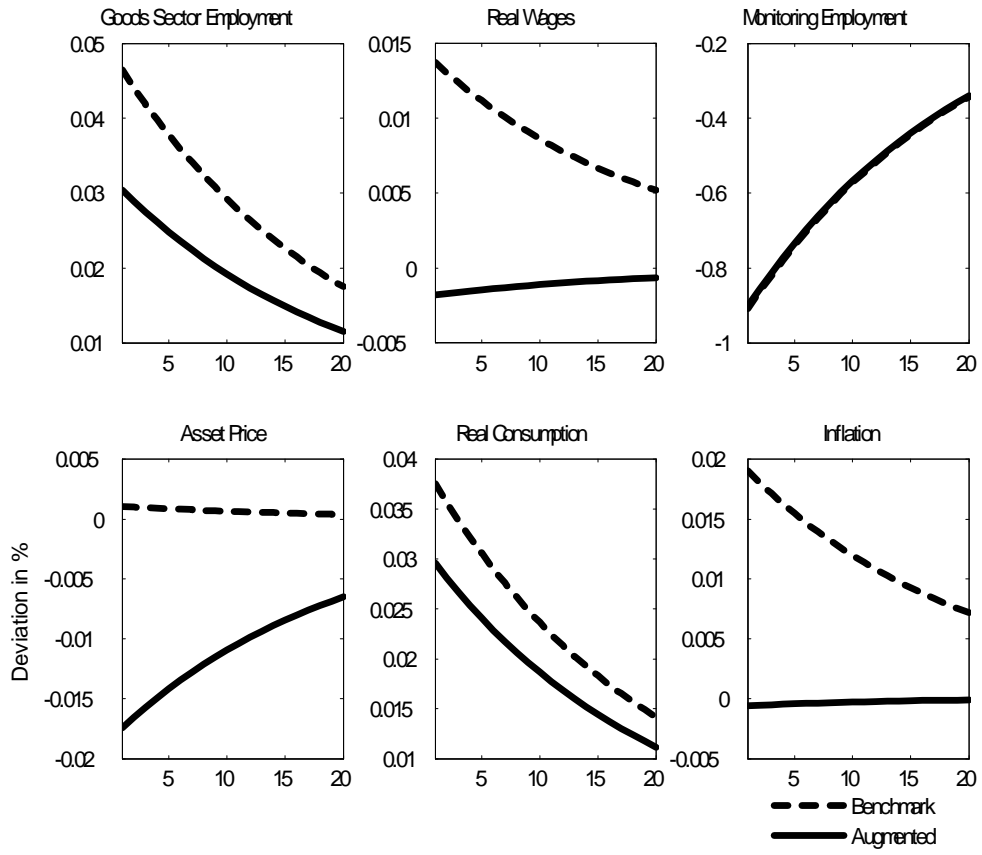 Goods Sector Employment
Real Wages
Monitoring Employment
0.05
0.04
0.03
0.02
0.01
5 10 15 20
0.015
0.01
0.005
0
-0.005
5 10 15 20
-0.2
-0.4
-0.6
-0.8
-1
5 10 15 20
Asset Price
Real Consumption
Inflation
Deviation in %
0.005
0
-0.005
-0.01
-0.015
-0.02
5 10 15 20
0.04
0.035
0.03
0.025
0.02
0.015
0.01
5 10 15 20
0.02
0.015
0.01
0.005
0
-0.005
5 10 15 20
Benchmark
Augmented